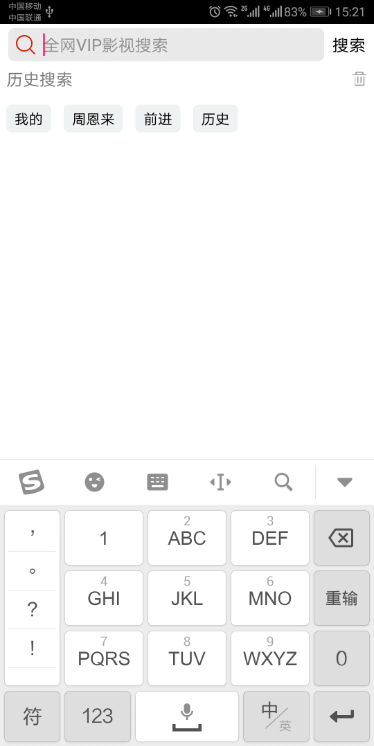 中国移动
中国联通
2G 4G 83% 15:21
全网VIP影视搜索 搜索
历史搜索
我的 周恩来 前进 历史
S
, 1 2 ABC 3 DEF
。 4 GHI 5 JKL 6 MNO 重输
?
! 7 PQRS 8 TUV 9 WXYZ 0
符 123 中/英